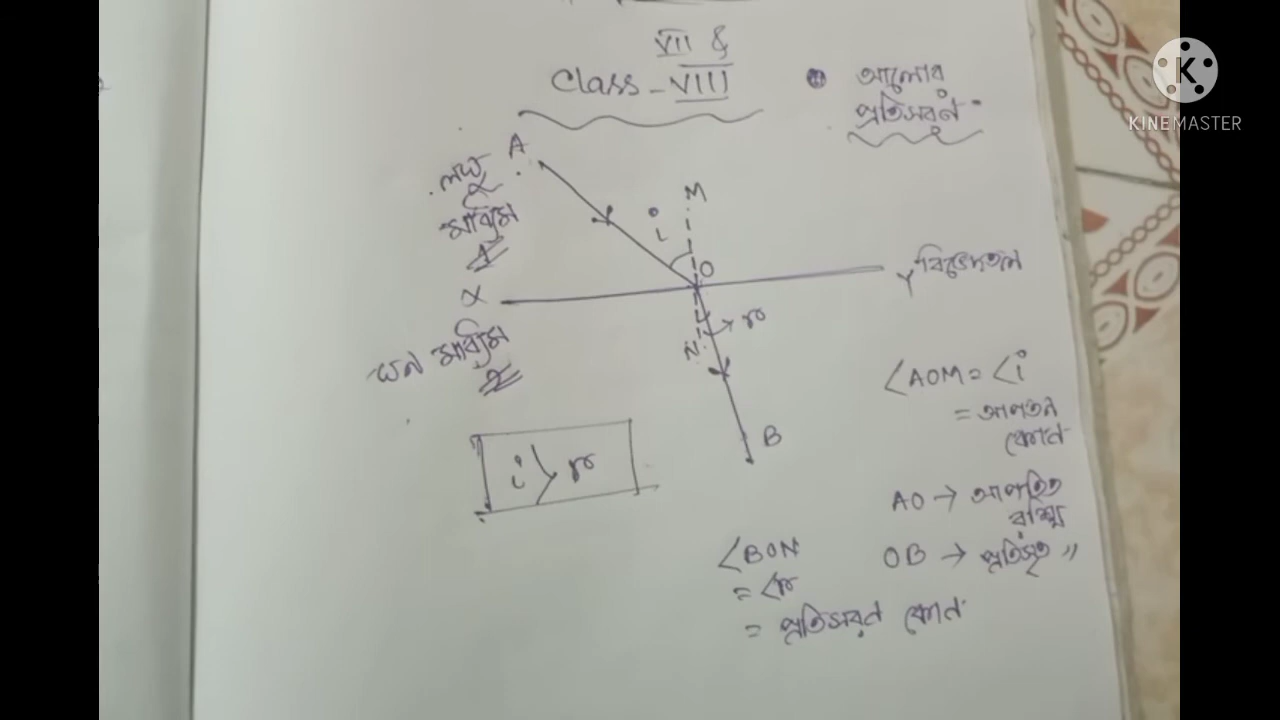 VII &
Class - VIII
আলোর
প্রতিসরণ
KINEMASTER
A
লঘু
মাধ্যম
M
i
O
X
Y বিভেদতল
ঘন মাধ্যম
r
N
∠AOM = ∠i
= আপতন
কোণ
B
i > r
AO → আপতিত
রশ্মি
∠BON
OB → প্রতিসৃত "
= ∠r
= প্রতিসরণ কোণ